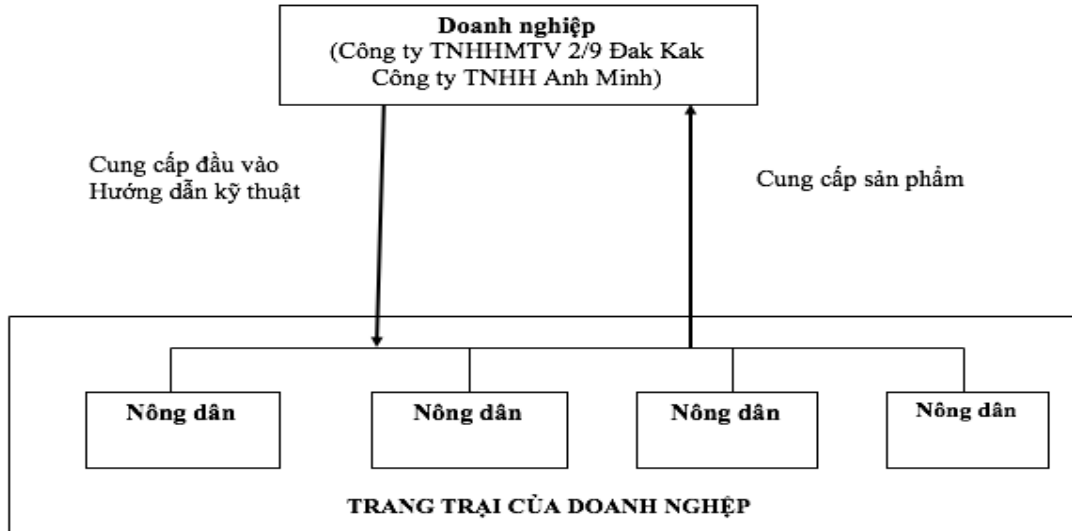 Doanh nghiệp
(Công ty TNHHMTV 2/9 Đak Kak
Công ty TNHH Anh Minh)
Cung cấp đầu vào
Hướng dẫn kỹ thuật
Cung cấp sản phẩm
Nông dân
Nông dân
Nông dân
Nông dân
TRANG TRẠI CỦA DOANH NGHỆP